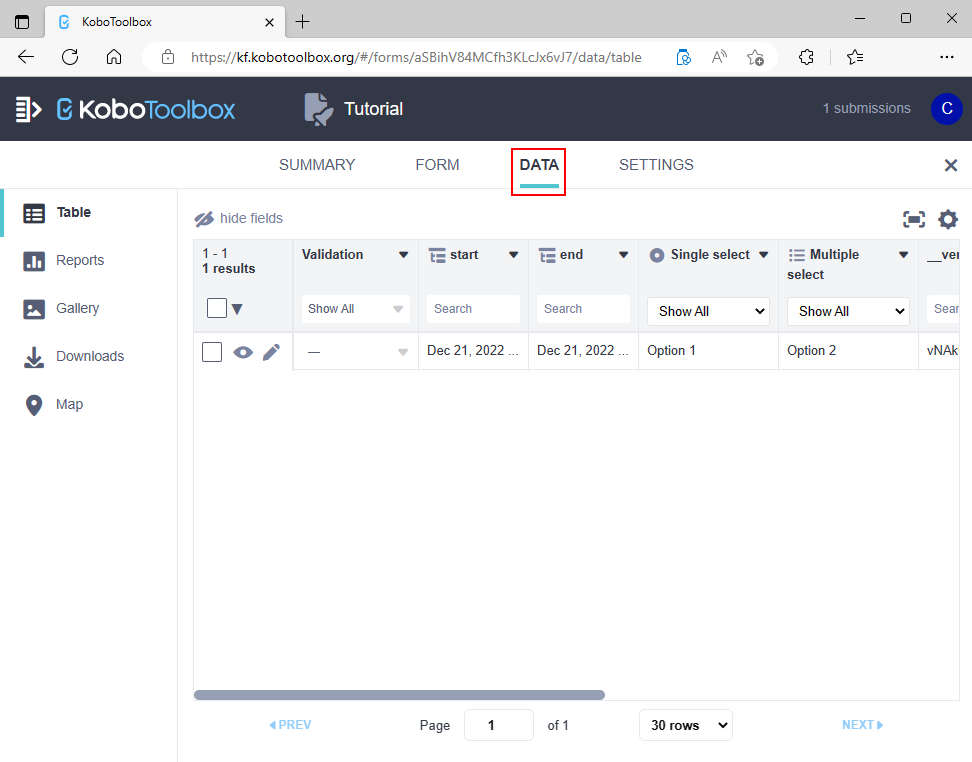 KoboToolbox
https://kf.kobotoolbox.org/#/forms/aSBihV84MCfh3KLcJx6vJ7/data/table
KoboToolbox
Tutorial
1 submissions
C
SUMMARY
FORM
DATA
SETTINGS
Table
Reports
Gallery
Downloads
Map
hide fields
1 - 1
1 results
Validation
start
end
Single select
Multiple
select
__ver
Show All
Search
Search
Show All
Show All
Sear
—
Dec 21, 2022 ...
Dec 21, 2022 ...
Option 1
Option 2
vNAk
PREV
Page
1
of 1
30 rows
NEXT